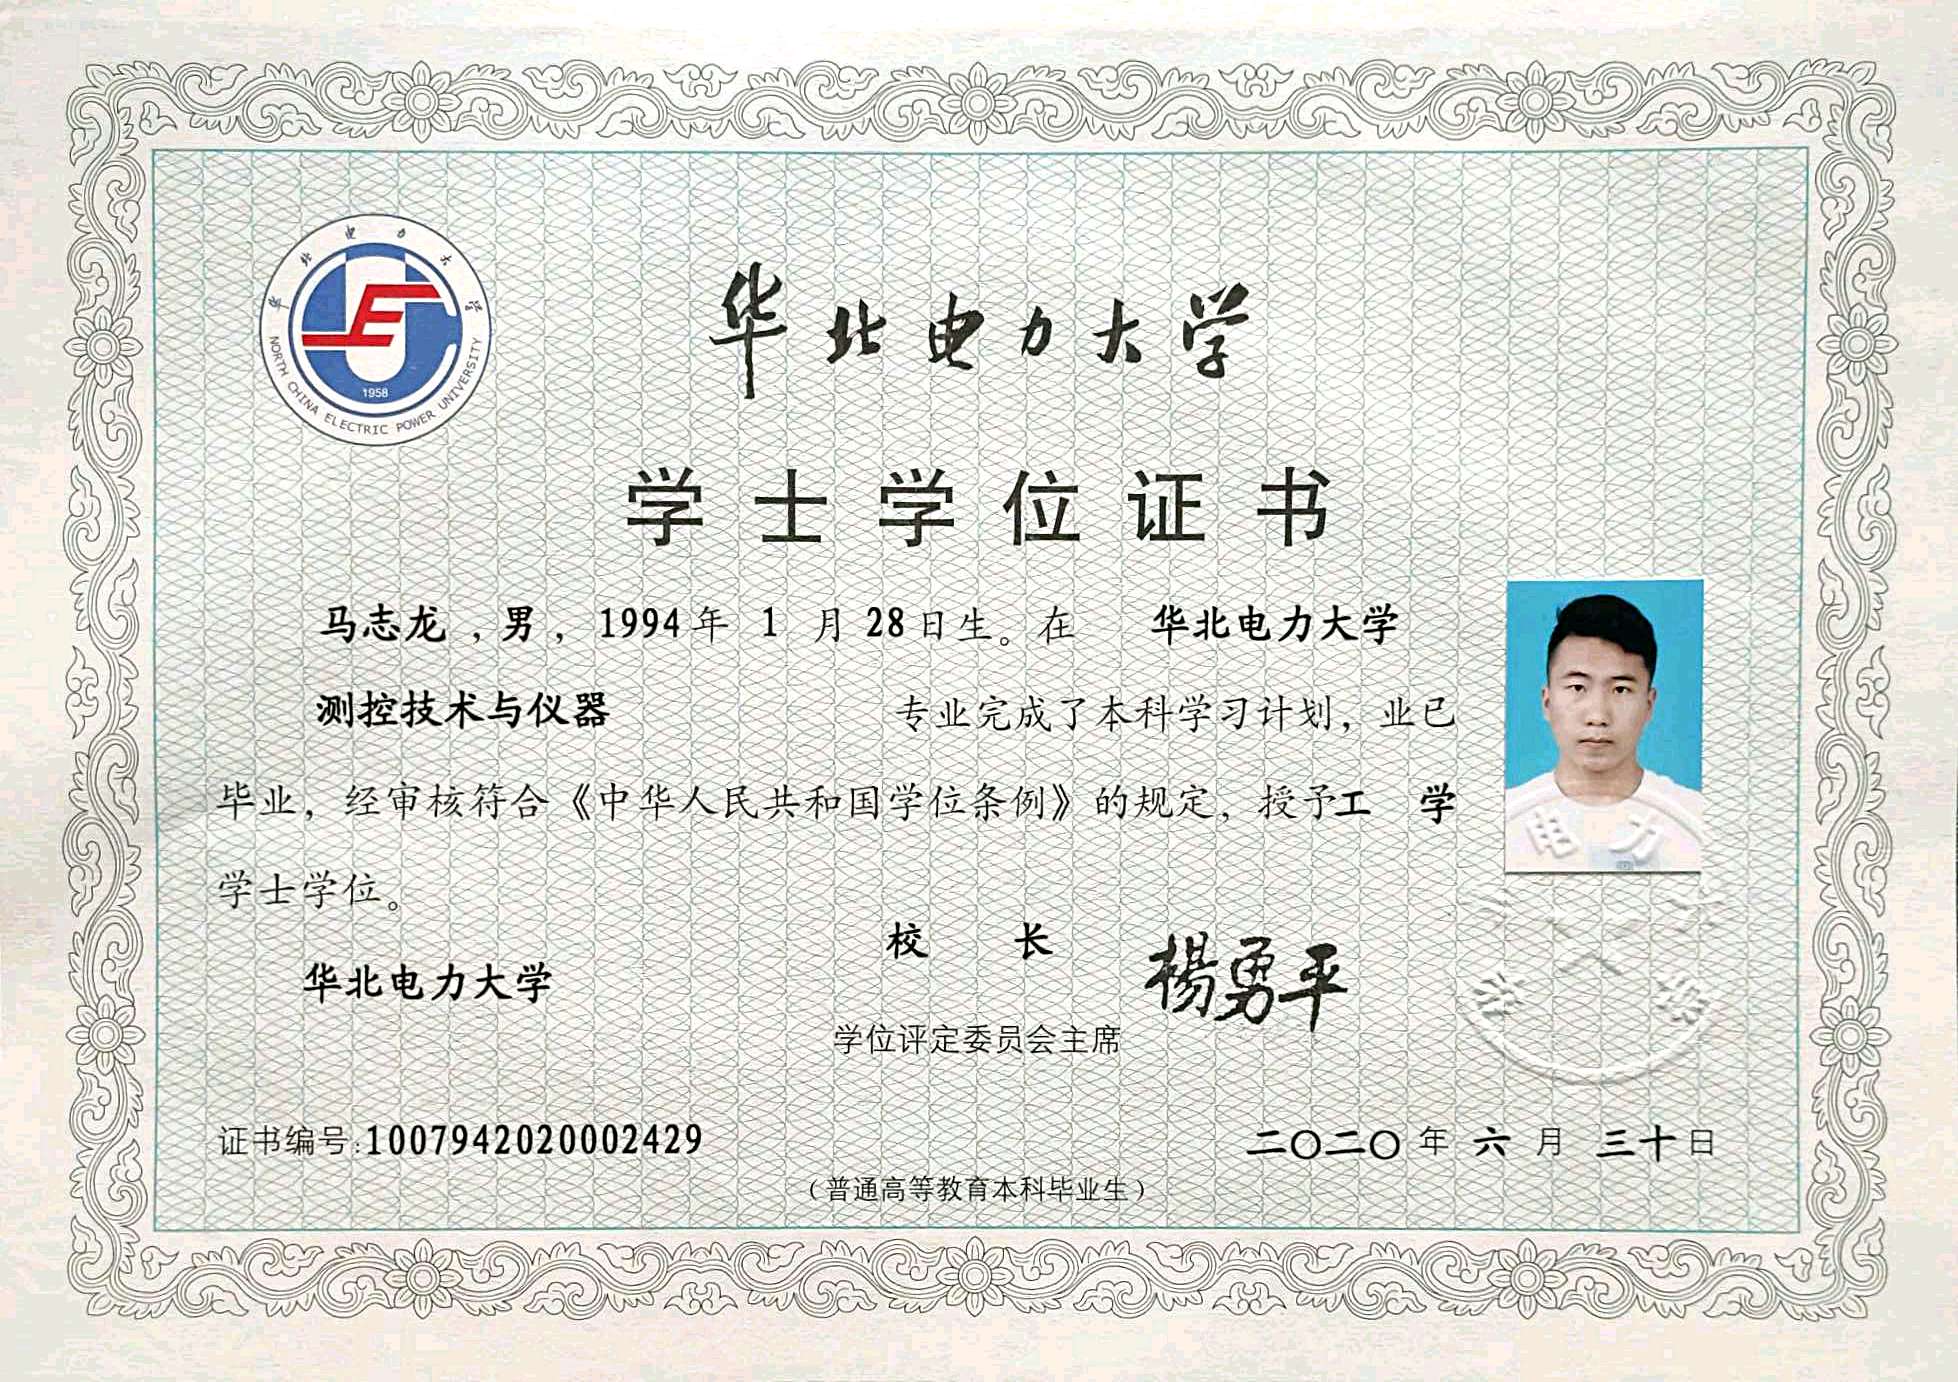 华北电力大学
NORTH CHINA ELECTRIC POWER UNIVERSITY
1958
华北电力大学
学士学位证书
马志龙，男，1994年 1 月28日生。在 华北电力大学
测控技术与仪器 专业完成了本科学习计划，业已
毕业，经审核符合《中华人民共和国学位条例》的规定，授予工 学
学士学位。
校 长 楊勇平
华北电力大学
学位评定委员会主席
电力
证书编号:1007942020002429
二〇二〇年 六 月 三十日
（普通高等教育本科毕业生）